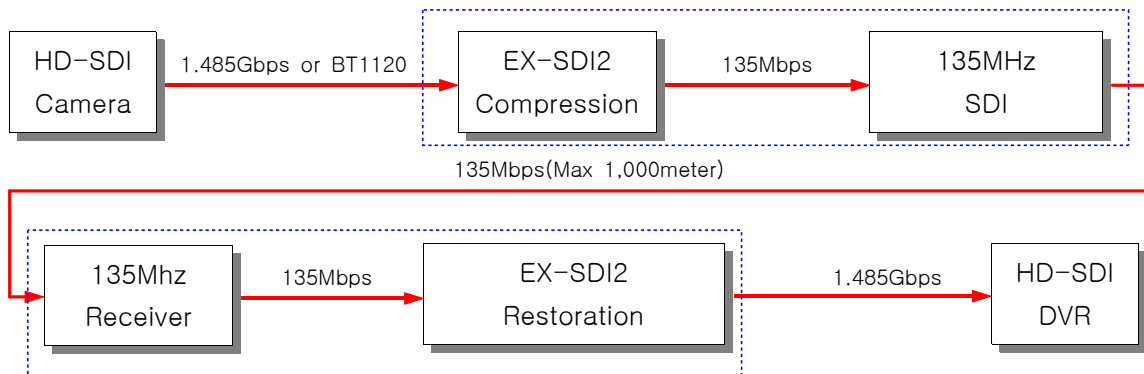 HD-SDI
Camera
1.485Gbps or BT1120
EX-SDI2
Compression
135Mbps
135MHz
SDI
135Mbps(Max 1,000meter)
135Mhz
Receiver
135Mbps
EX-SDI2
Restoration
1.485Gbps
HD-SDI
DVR